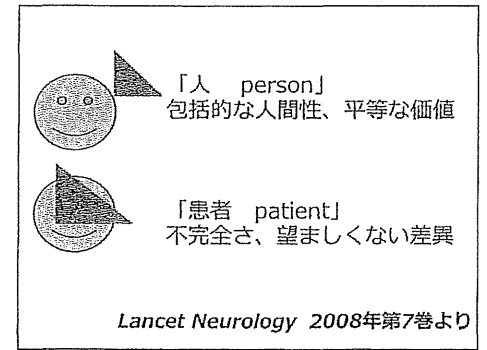 「人　person」
包括的な人間性、平等な価値
「患者　patient」
不完全さ、望ましくない差異
Lancet Neurology 2008年第7巻より